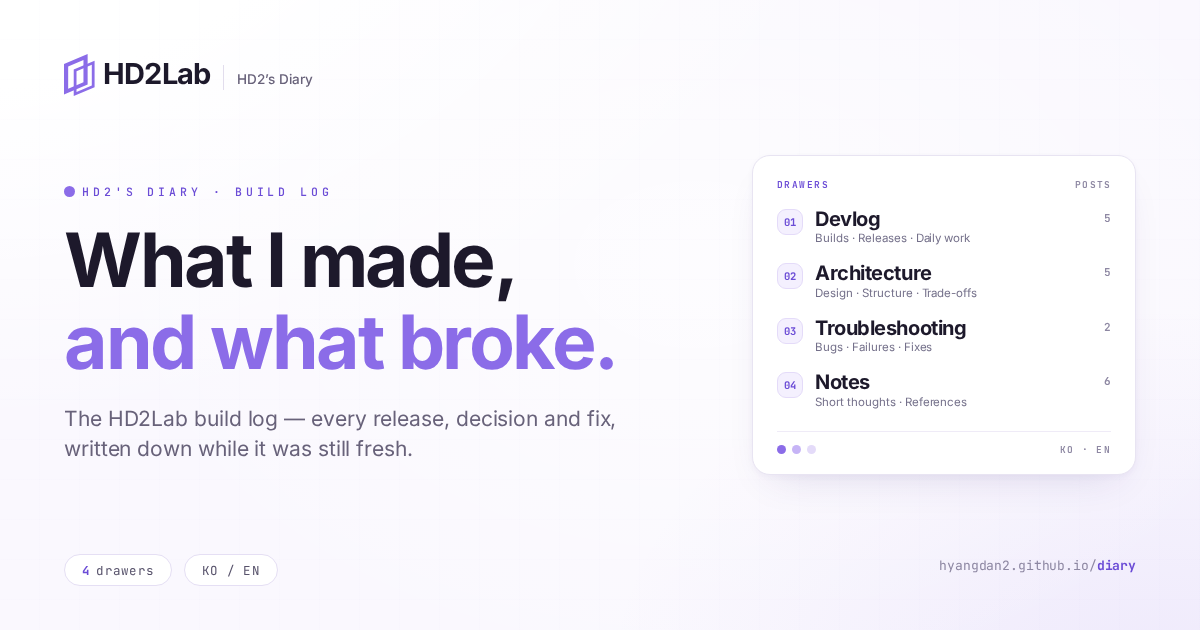 HD2Lab
HD2's Diary
HD2'S DIARY · BUILD LOG
What I made,
and what broke.
The HD2Lab build log — every release, decision and fix,
written down while it was still fresh.
4 drawers
KO / EN
DRAWERS POSTS
01 Devlog 5
Builds · Releases · Daily work
02 Architecture 5
Design · Structure · Trade-offs
03 Troubleshooting 2
Bugs · Failures · Fixes
04 Notes 6
Short thoughts · References
KO · EN
hyangdan2.github.io/diary